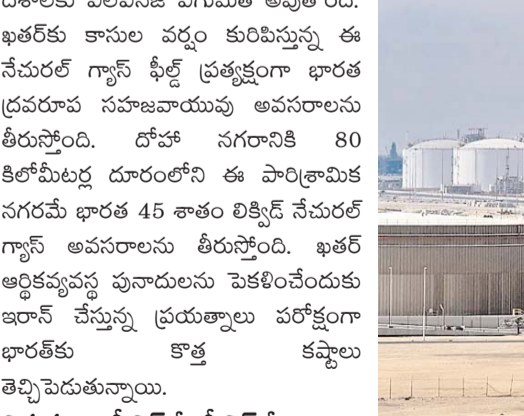 ఖతర్‌కు కాసుల వర్షం కురిపిస్తున్న ఈ
నేచురల్ గ్యాస్ ఫీల్డ్ ప్రత్యక్షంగా భారత
ద్రవరూప సహజవాయువు అవసరాలను
తీరుస్తోంది. దోహా నగరానికి 80
కిలోమీటర్ల దూరంలోని ఈ పారిశ్రామిక
నగరమే భారత 45 శాతం లిక్విడ్ నేచురల్
గ్యాస్ అవసరాలను తీరుస్తోంది. ఖతర్
ఆర్థికవ్యవస్థ పునాదులను పెకళించేందుకు
ఇరాన్ చేస్తున్న ప్రయత్నాలు పరోక్షంగా
భారత్‌కు కొత్త కష్టాలు
తెచ్చిపెడుతున్నాయి.